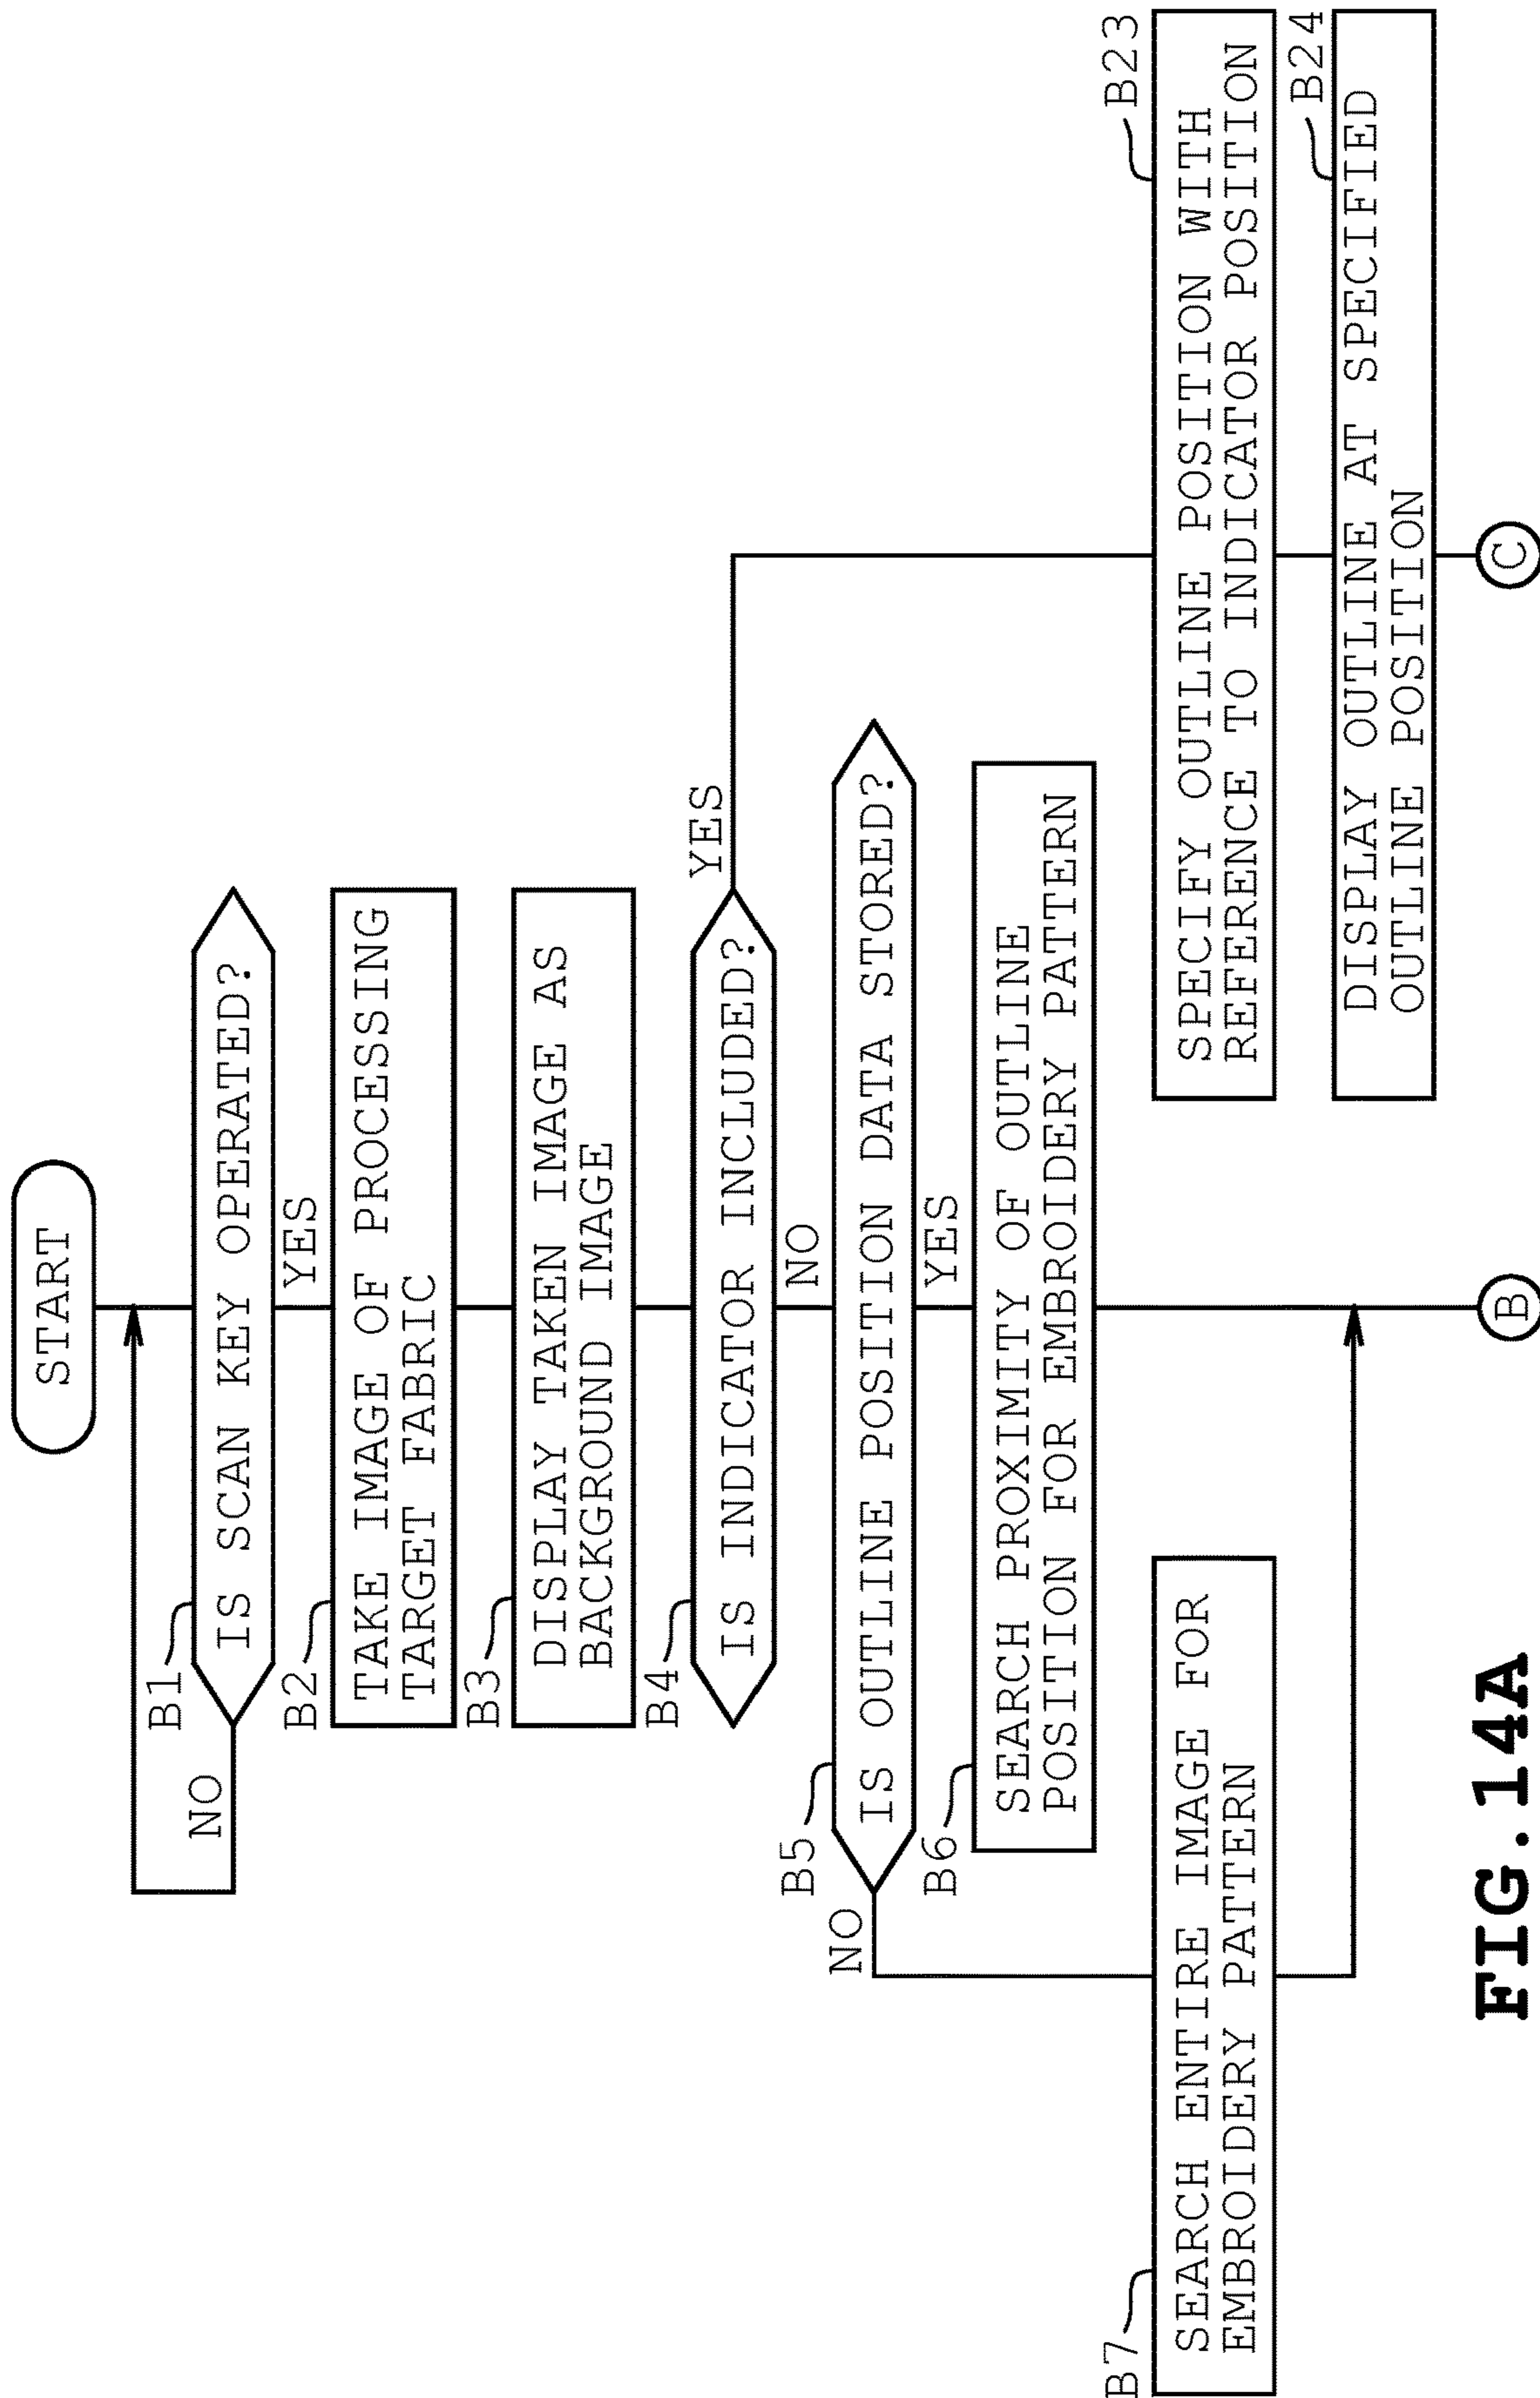 START
B1
IS SCAN KEY OPERATED?
NO
YES
B2
TAKE IMAGE OF PROCESSING
TARGET FABRIC
B3
DISPLAY TAKEN IMAGE AS
BACKGROUND IMAGE
B4
IS INDICATOR INCLUDED?
YES
NO
B5
IS OUTLINE POSITION DATA STORED?
NO
YES
B6
SEARCH PROXIMITY OF OUTLINE
POSITION FOR EMBROIDERY PATTERN
B7
SEARCH ENTIRE IMAGE FOR
EMBROIDERY PATTERN
B23
SPECIFY OUTLINE POSITION WITH
REFERENCE TO INDICATOR POSITION
B24
DISPLAY OUTLINE AT SPECIFIED
OUTLINE POSITION
B
C
FIG.14A